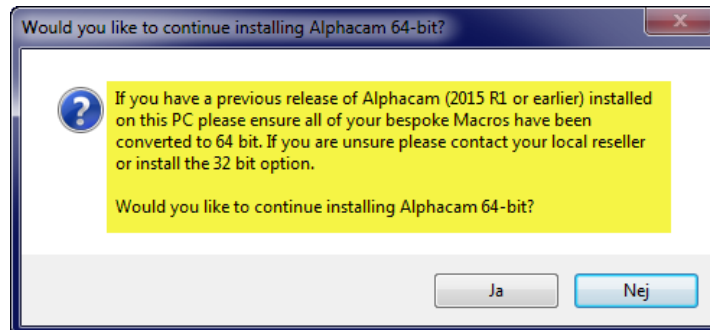 Would you like to continue installing Alphacam 64-bit?
If you have a previous release of Alphacam (2015 R1 or earlier) installed
on this PC please ensure all of your bespoke Macros have been
converted to 64 bit. If you are unsure please contact your local reseller
or install the 32 bit option.
Would you like to continue installing Alphacam 64-bit?
Ja
Nej